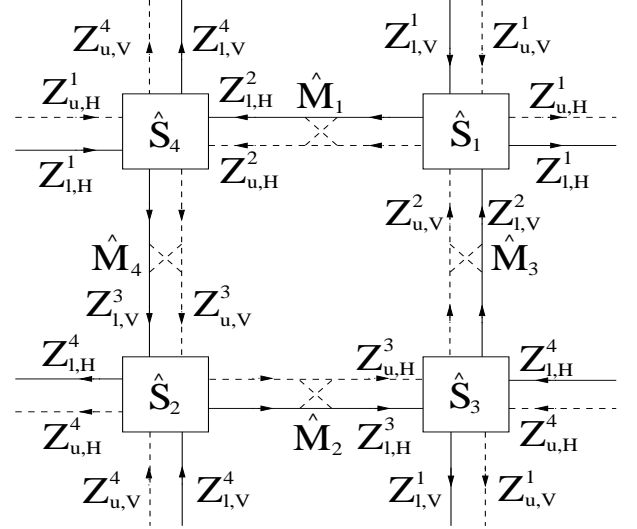 Z^4_{u,V} Z^4_{l,V} Z^1_{l,V} Z^1_{u,V}
Z^1_{u,H} Z^2_{l,H} M̂_1 Z^1_{u,H}
Ŝ_4 Ŝ_1
Z^1_{l,H} Z^2_{u,H} Z^1_{l,H}
Z^2_{u,V} Z^2_{l,V}
M̂_4 M̂_3
Z^3_{l,V} Z^3_{u,V}
Z^4_{l,H} Z^3_{u,H} Z^4_{l,H}
Ŝ_2 Ŝ_3
Z^4_{u,H} M̂_2 Z^3_{l,H} Z^4_{u,H}
Z^4_{u,V} Z^4_{l,V} Z^1_{l,V} Z^1_{u,V}